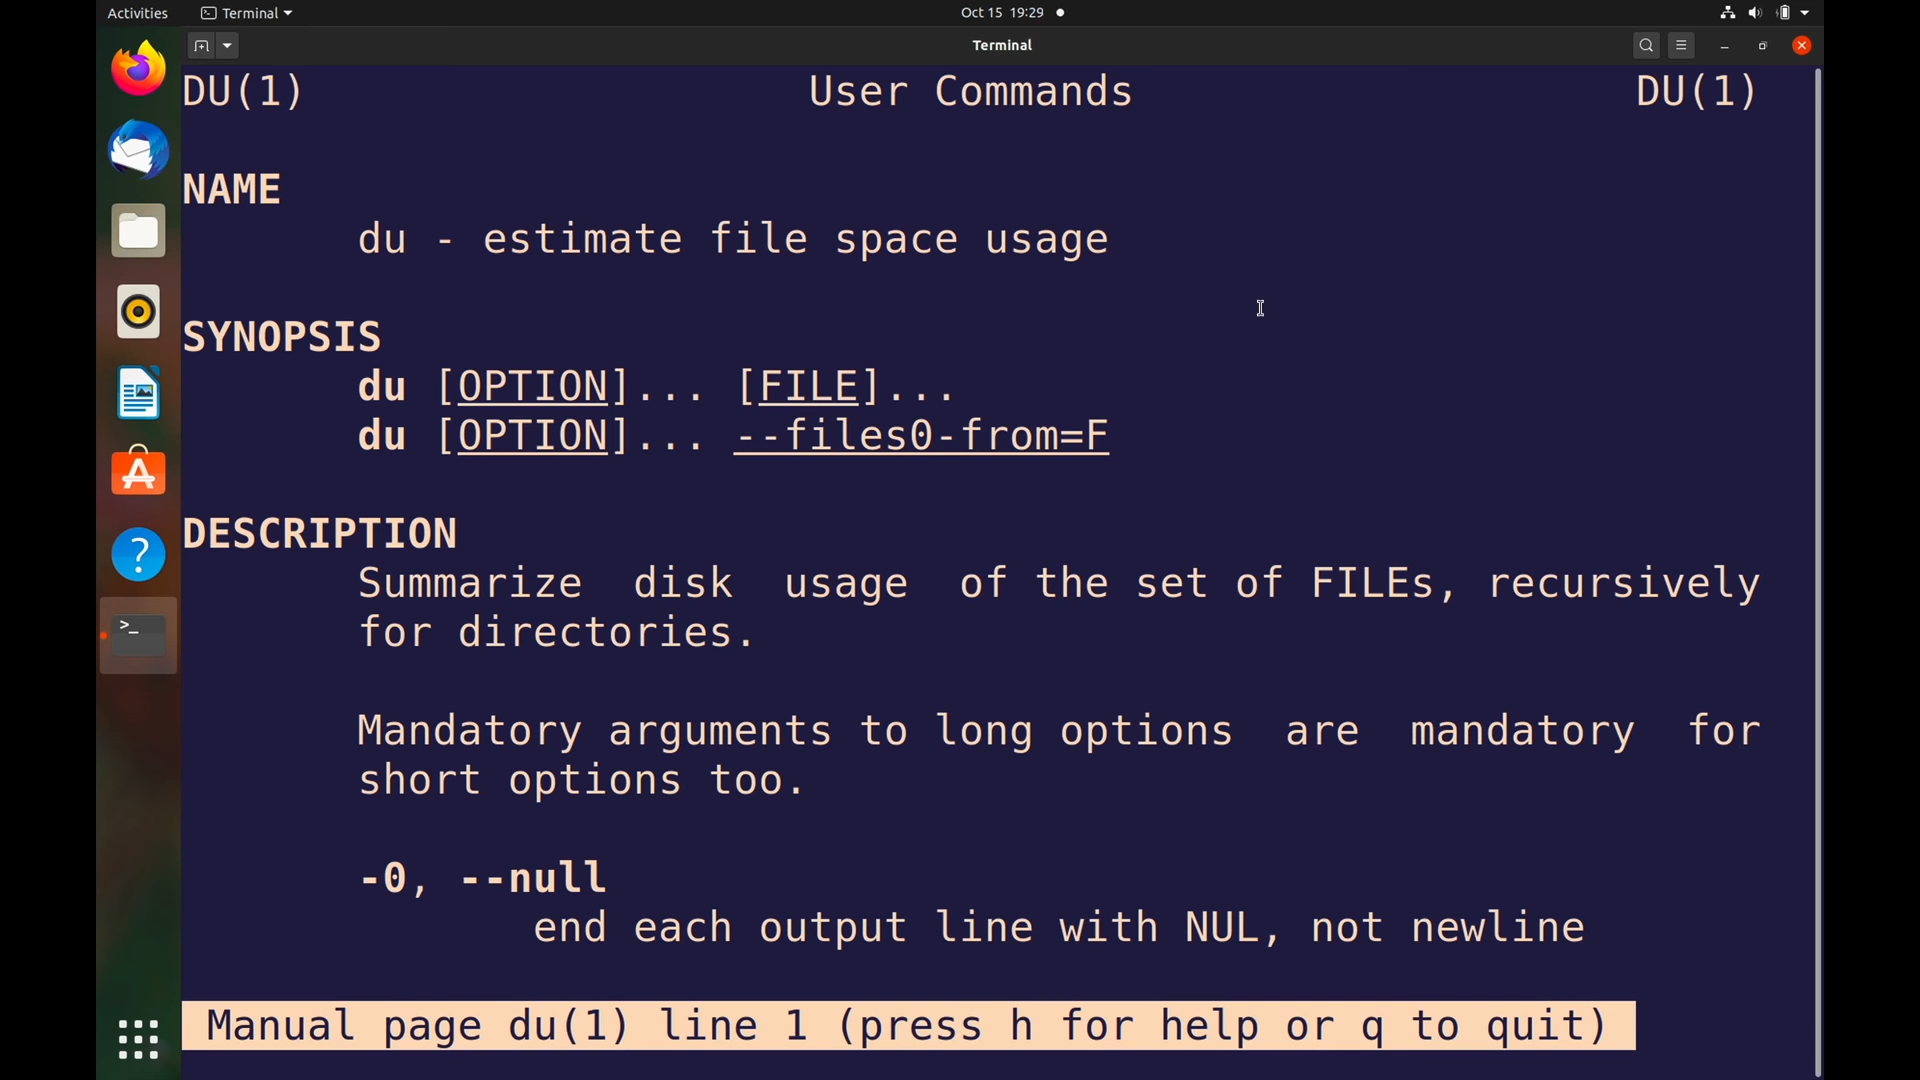 Activities Terminal Oct 15 19:29
Terminal
DU(1) User Commands DU(1)
NAME
du - estimate file space usage
SYNOPSIS
du [OPTION]... [FILE]...
du [OPTION]... --files0-from=F
DESCRIPTION
Summarize disk usage of the set of FILEs, recursively
for directories.
Mandatory arguments to long options are mandatory for
short options too.
-0, --null
end each output line with NUL, not newline
Manual page du(1) line 1 (press h for help or q to quit)